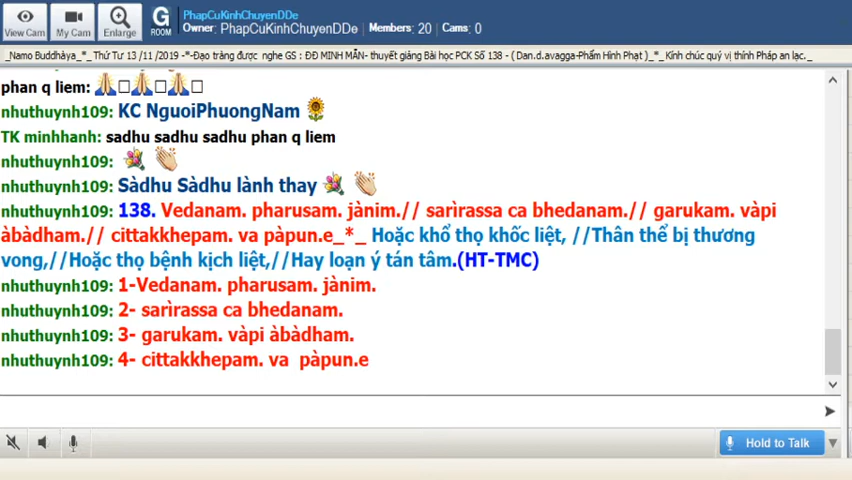 PhapCuKinhChuyenDDe
Owner: PhapCuKinhChuyenDDe Members: 20 Cams: 0
View Cam My Cam Enlarge G ROOM
_Namo Buddhàya_*_ Thứ Tư 13 /11 /2019 -*-Đạo tràng được nghe GS : ĐĐ MINH MẪN- thuyết giảng Bài học PCK Số 138 - ( Dan.d.avagga-Phẩm Hình Phạt )_*_ Kính chúc quý vị thính Pháp an lạc._
phan q liem: 🙏🙏🙏
nhuthuynh109: KC NguoiPhuongNam 🌻
TK minhhanh: sadhu sadhu sadhu phan q liem
nhuthuynh109: 💐 👏
nhuthuynh109: Sàdhu Sàdhu lành thay 💐 👏
nhuthuynh109: 138. Vedanam. pharusam. jànim.// sarìrassa ca bhedanam.// garukam. vàpi
àbàdham.// cittakkhepam. va pàpun.e_*_ Hoặc khổ thọ khốc liệt, //Thân thể bị thương
vong,//Hoặc thọ bệnh kịch liệt,//Hay loạn ý tán tâm.(HT-TMC)
nhuthuynh109: 1-Vedanam. pharusam. jànim.
nhuthuynh109: 2- sarìrassa ca bhedanam.
nhuthuynh109: 3- garukam. vàpi àbàdham.
nhuthuynh109: 4- cittakkhepam. va pàpun.e
Hold to Talk